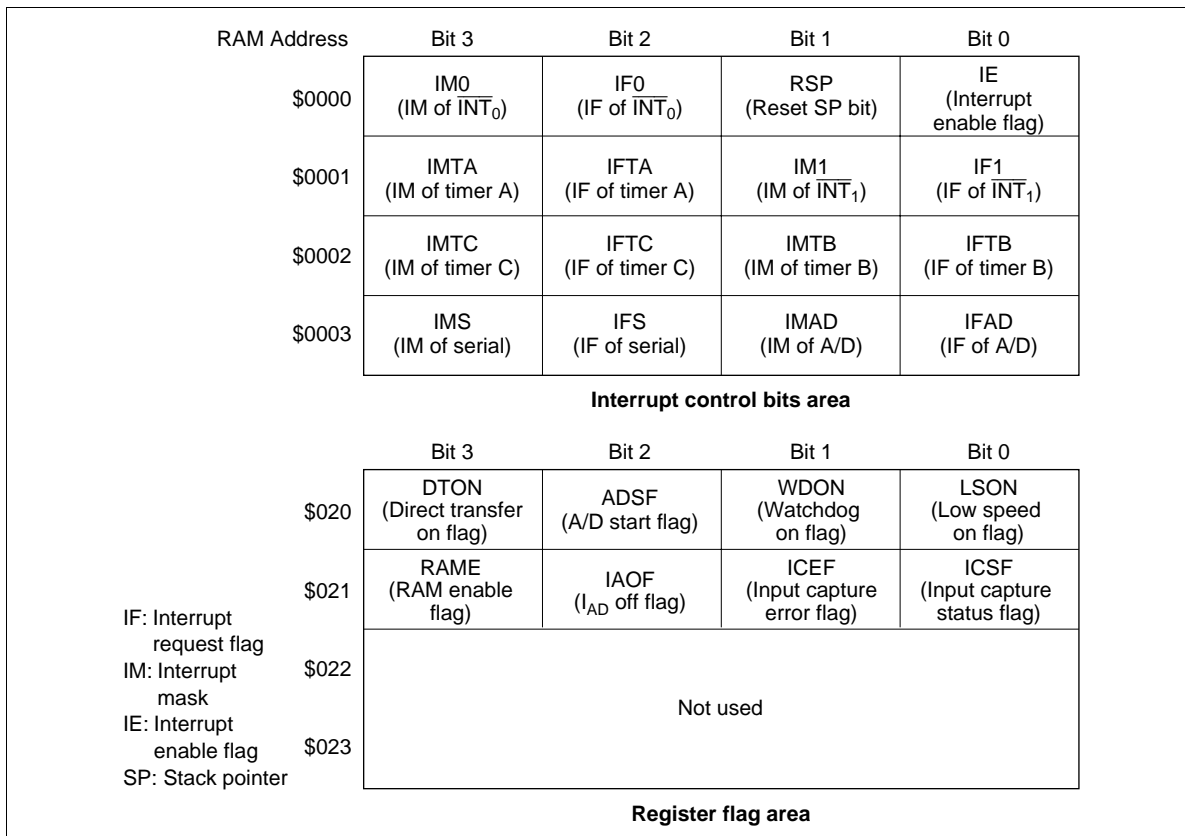 RAM Address Bit 3 Bit 2 Bit 1 Bit 0
$0000
IM0
(IM of I̅N̅T̅₀)
IF0
(IF of I̅N̅T̅₀)
RSP
(Reset SP bit)
IE
(Interrupt
enable flag)
$0001
IMTA
(IM of timer A)
IFTA
(IF of timer A)
IM1
(IM of I̅N̅T̅₁)
IF1
(IF of I̅N̅T̅₁)
$0002
IMTC
(IM of timer C)
IFTC
(IF of timer C)
IMTB
(IM of timer B)
IFTB
(IF of timer B)
$0003
IMS
(IM of serial)
IFS
(IF of serial)
IMAD
(IM of A/D)
IFAD
(IF of A/D)
Interrupt control bits area
Bit 3 Bit 2 Bit 1 Bit 0
$020
DTON
(Direct transfer
on flag)
ADSF
(A/D start flag)
WDON
(Watchdog
on flag)
LSON
(Low speed
on flag)
$021
RAME
(RAM enable
flag)
IAOF
(I_AD off flag)
ICEF
(Input capture
error flag)
ICSF
(Input capture
status flag)
$022
$023
Not used
IF: Interrupt
request flag
IM: Interrupt
mask
IE: Interrupt
enable flag
SP: Stack pointer
Register flag area